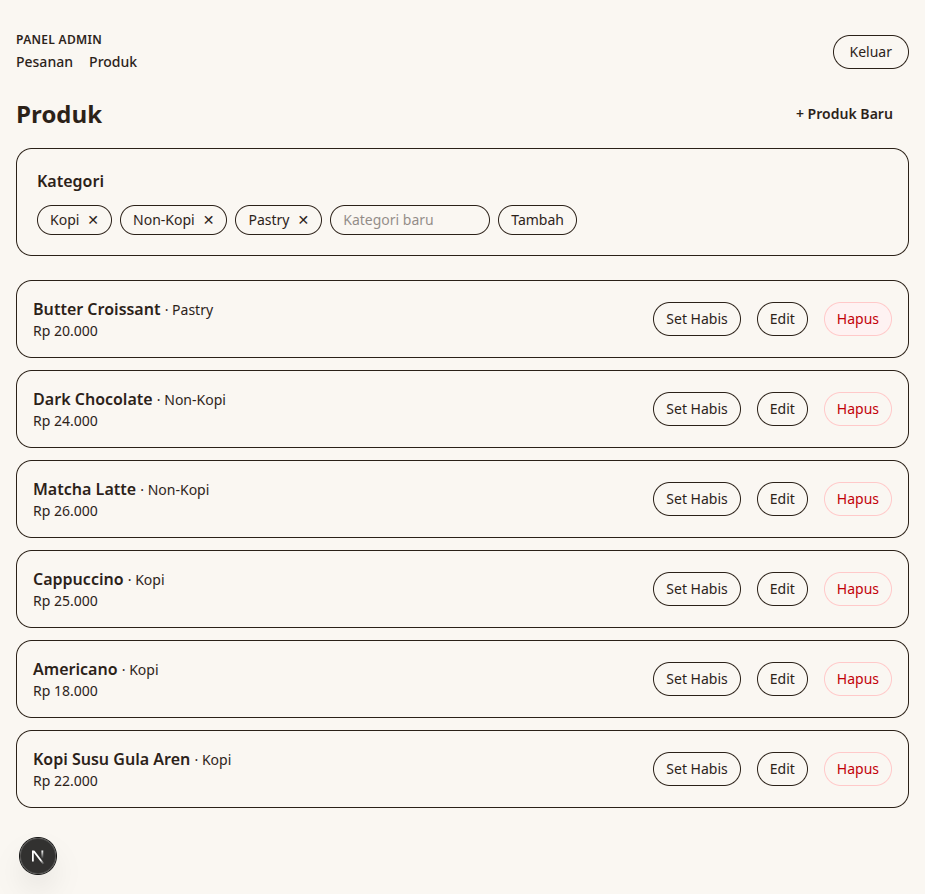 PANEL ADMIN
Pesanan Produk
Keluar
Produk
+ Produk Baru
Kategori
Kopi ✕ Non-Kopi ✕ Pastry ✕ Kategori baru Tambah
Butter Croissant · Pastry
Rp 20.000
Set Habis Edit Hapus
Dark Chocolate · Non-Kopi
Rp 24.000
Set Habis Edit Hapus
Matcha Latte · Non-Kopi
Rp 26.000
Set Habis Edit Hapus
Cappuccino · Kopi
Rp 25.000
Set Habis Edit Hapus
Americano · Kopi
Rp 18.000
Set Habis Edit Hapus
Kopi Susu Gula Aren · Kopi
Rp 22.000
Set Habis Edit Hapus
N